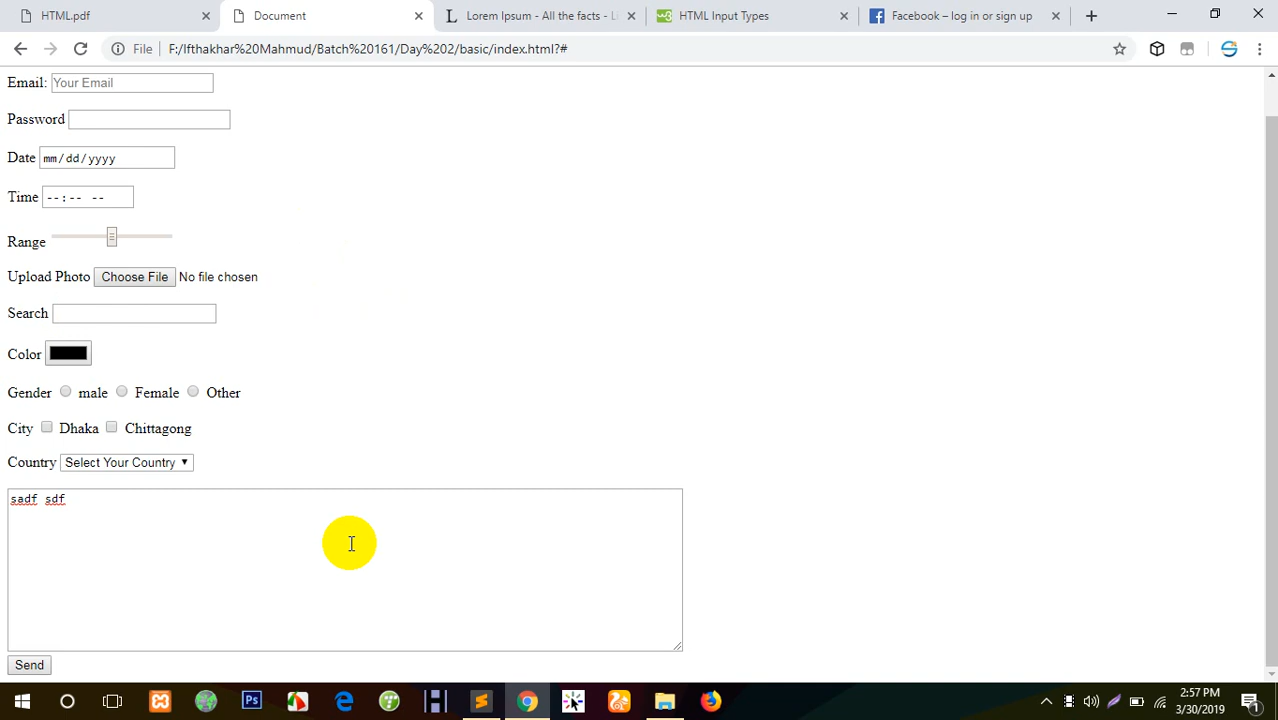 HTML.pdf
Document
Lorem Ipsum - All the facts - Li
HTML Input Types
Facebook – log in or sign up
File F:/Ifthakhar%20Mahmud/Batch%20161/Day%202/basic/index.html?#
Email: Your Email
Password
Date mm/dd/yyyy
Time --:-- --
Range
Upload Photo Choose File No file chosen
Search
Color
Gender male Female Other
City Dhaka Chittagong
Country Select Your Country
sadf sdf
Send
2:57 PM
3/30/2019